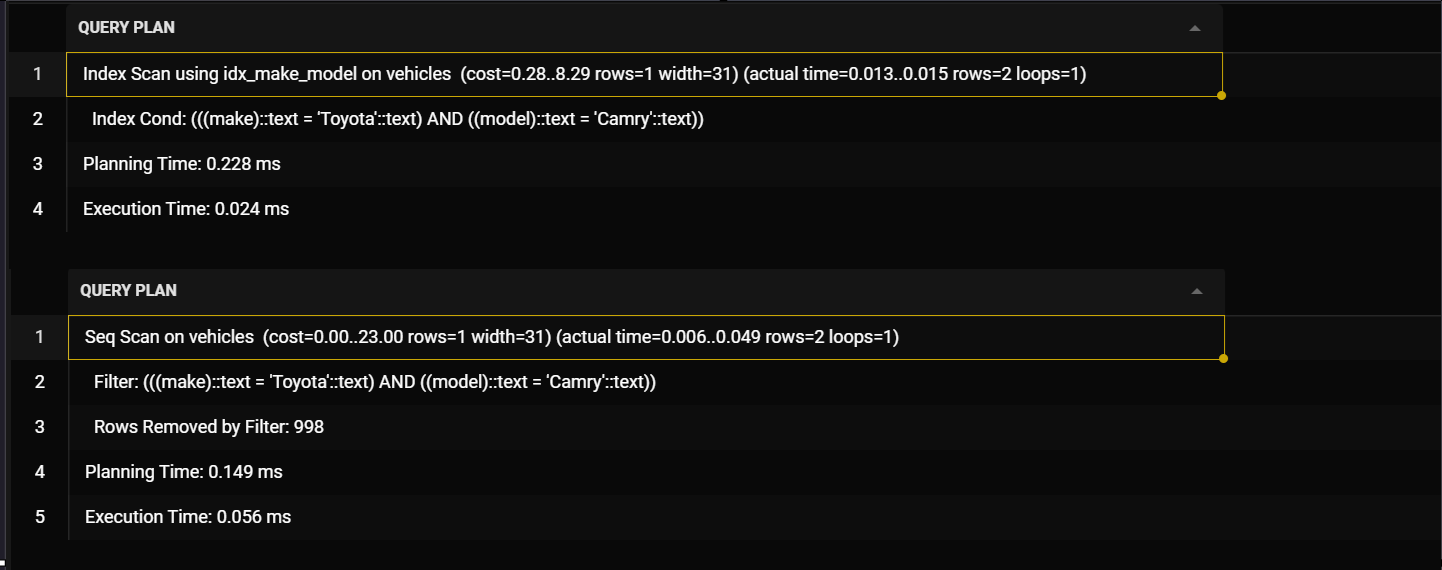 QUERY PLAN
1 Index Scan using idx_make_model on vehicles (cost=0.28..8.29 rows=1 width=31) (actual time=0.013..0.015 rows=2 loops=1)
2 Index Cond: (((make)::text = 'Toyota'::text) AND ((model)::text = 'Camry'::text))
3 Planning Time: 0.228 ms
4 Execution Time: 0.024 ms
QUERY PLAN
1 Seq Scan on vehicles (cost=0.00..23.00 rows=1 width=31) (actual time=0.006..0.049 rows=2 loops=1)
2 Filter: (((make)::text = 'Toyota'::text) AND ((model)::text = 'Camry'::text))
3 Rows Removed by Filter: 998
4 Planning Time: 0.149 ms
5 Execution Time: 0.056 ms